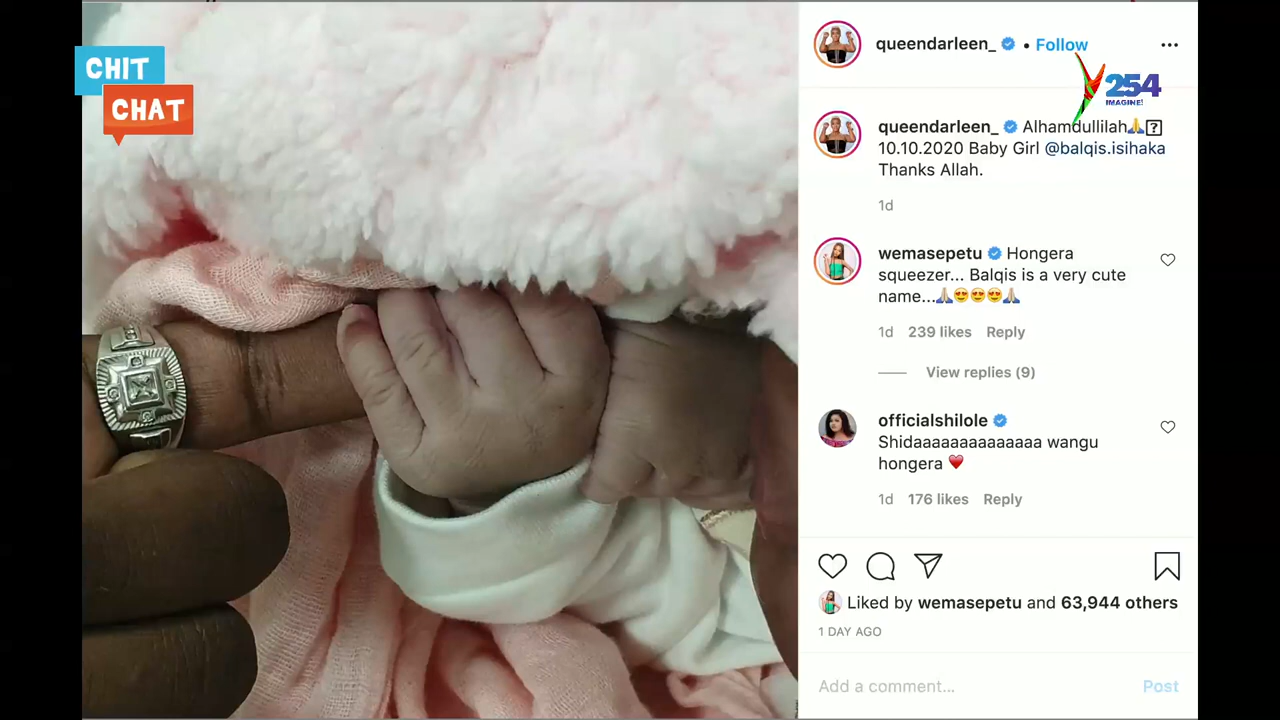 CHIT
CHAT
queendarleen_ • Follow
254
IMAGINE!
queendarleen_ Alhamdullilah🙏
10.10.2020 Baby Girl @balqis.isihaka
Thanks Allah.
1d
wemasepetu Hongera
squeezer... Balqis is a very cute
name...🙏😍😍😍🙏
1d 239 likes Reply
View replies (9)
officialshilole
Shidaaaaaaaaaaaaaa wangu
hongera ❤️
1d 176 likes Reply
Liked by wemasepetu and 63,944 others
1 DAY AGO
Add a comment... Post